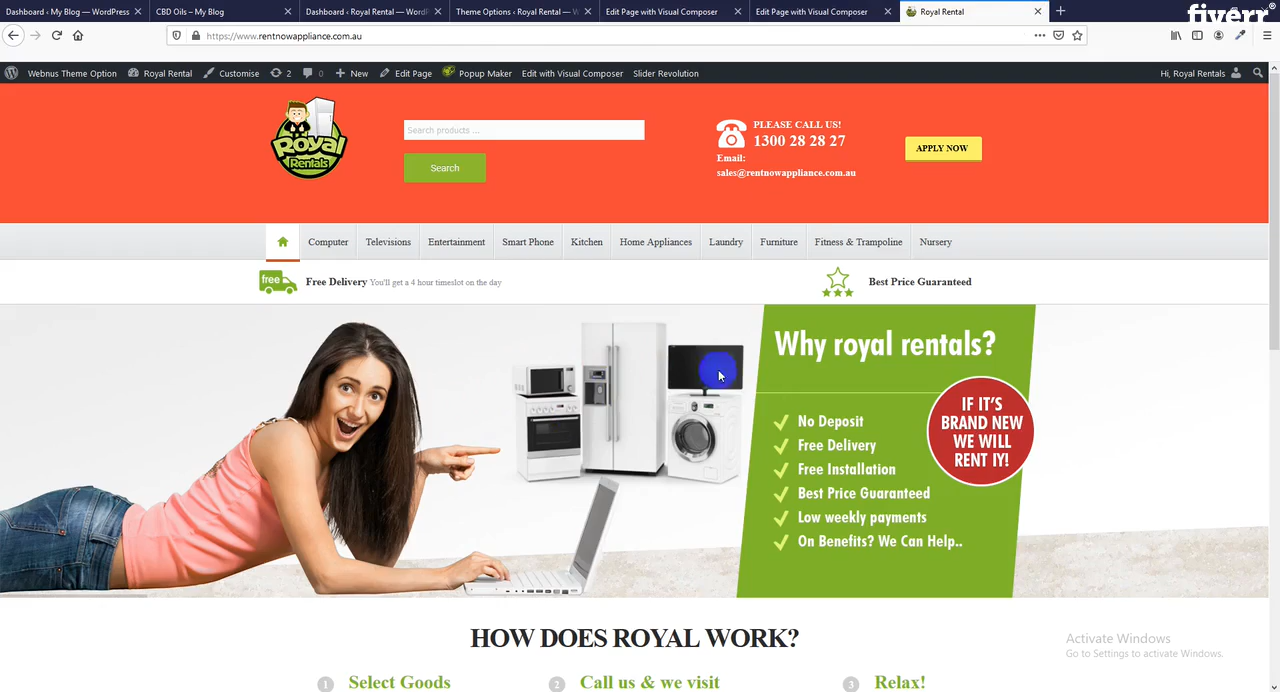 Dashboard ‹ My Blog — WordPress
CBD Oils – My Blog
Dashboard ‹ Royal Rental — WordP
Theme Options ‹ Royal Rental — W
Edit Page with Visual Composer
Edit Page with Visual Composer
Royal Rental
fiverr®
https://www.rentnowappliance.com.au
Webnus Theme Option
Royal Rental
Customise
2
0
New
Edit Page
Popup Maker
Edit with Visual Composer
Slider Revolution
Hi, Royal Rentals
Royal
Rentals
Search products ...
Search
PLEASE CALL US!
1300 28 28 27
Email:
sales@rentnowappliance.com.au
APPLY NOW
Computer
Televisions
Entertainment
Smart Phone
Kitchen
Home Appliances
Laundry
Furniture
Fitness & Trampoline
Nursery
free
Free Delivery You'll get a 4 hour timeslot on the day
Best Price Guaranteed
Why royal rentals?
No Deposit
Free Delivery
Free Installation
Best Price Guaranteed
Low weekly payments
On Benefits? We Can Help..
IF IT'S
BRAND NEW
WE WILL
RENT IY!
HOW DOES ROYAL WORK?
1 Select Goods
2 Call us & we visit
3 Relax!
Activate Windows
Go to Settings to activate Windows.